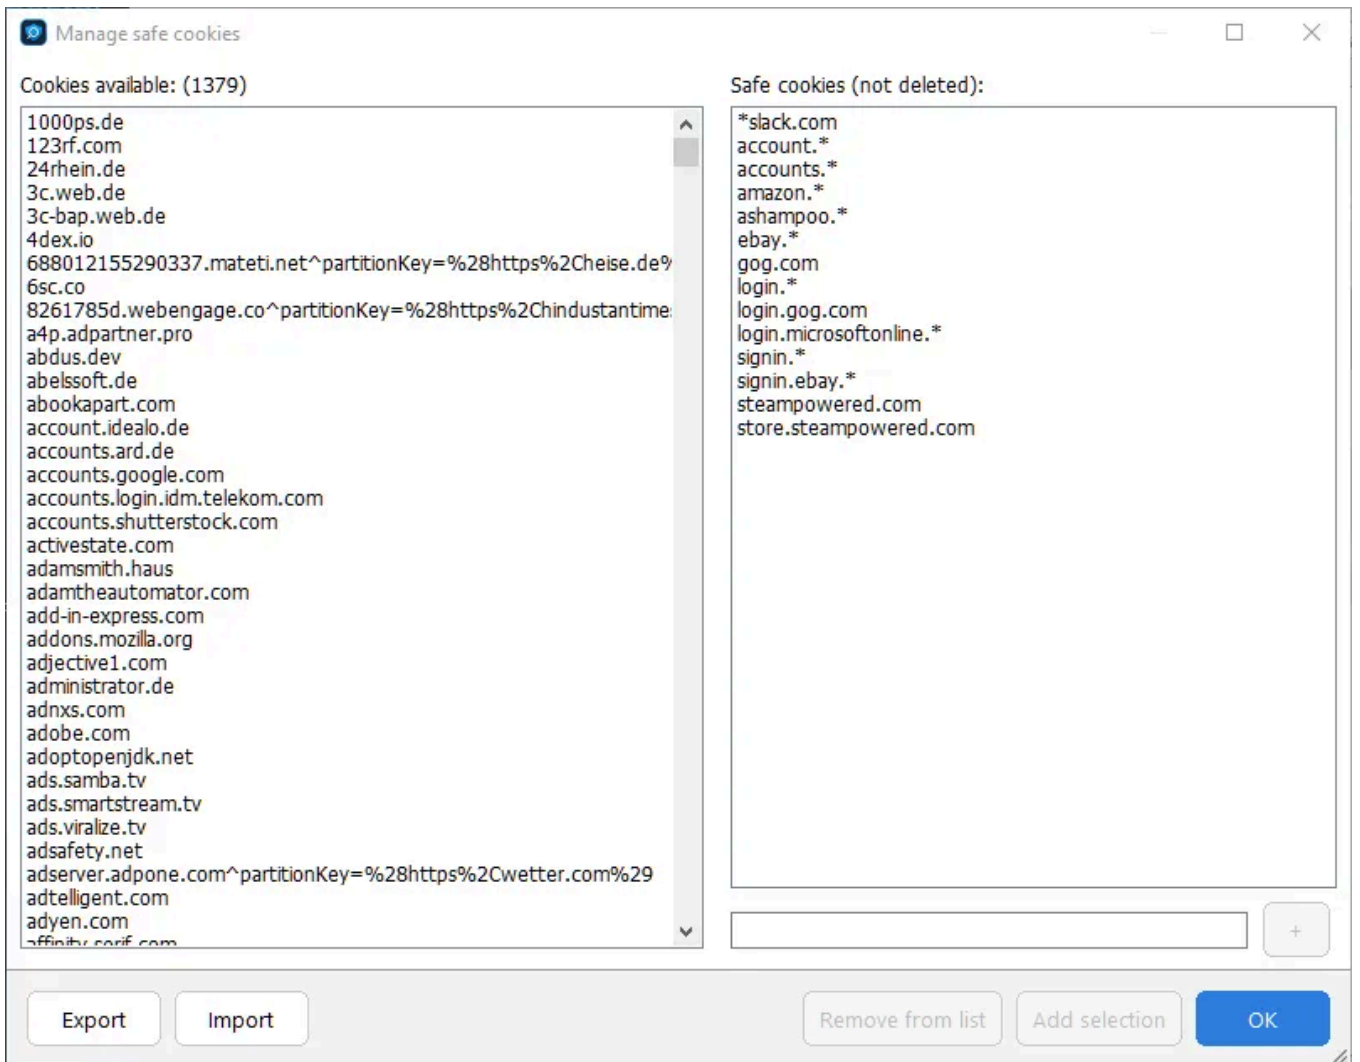 Manage safe cookies
Cookies available: (1379)
1000ps.de
123rf.com
24rhein.de
3c.web.de
3c-bap.web.de
4dex.io
688012155290337.mateti.net^partitionKey=%28https%2Cheise.de%
6sc.co
8261785d.webengage.co^partitionKey=%28https%2Chindustantime
a4p.adpartner.pro
abdus.dev
abelssoft.de
abookapart.com
account.idealo.de
accounts.ard.de
accounts.google.com
accounts.login.idm.telekom.com
accounts.shutterstock.com
activestate.com
adamsmith.haus
adamtheautomator.com
add-in-express.com
addons.mozilla.org
adjective1.com
administrator.de
adnxs.com
adobe.com
adoptopenjdk.net
ads.samba.tv
ads.smartstream.tv
ads.viralize.tv
adsafety.net
adserver.adpone.com^partitionKey=%28https%2Cwetter.com%29
adtelligent.com
adyen.com
affinity.serif.com
Safe cookies (not deleted):
*slack.com
account.*
accounts.*
amazon.*
ashampoo.*
ebay.*
gog.com
login.*
login.gog.com
login.microsoftonline.*
signin.*
signin.ebay.*
steampowered.com
store.steampowered.com
+
Export
Import
Remove from list
Add selection
OK